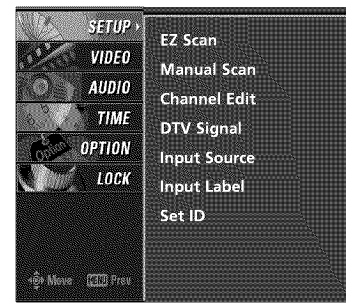 SETUP
VIDEO
AUDIO
TIME
OPTION
LOCK
EZ Scan
Manual Scan
Channel Edit
DTV Signal
Input Source
Input Label
Set ID
Move MENU Prev